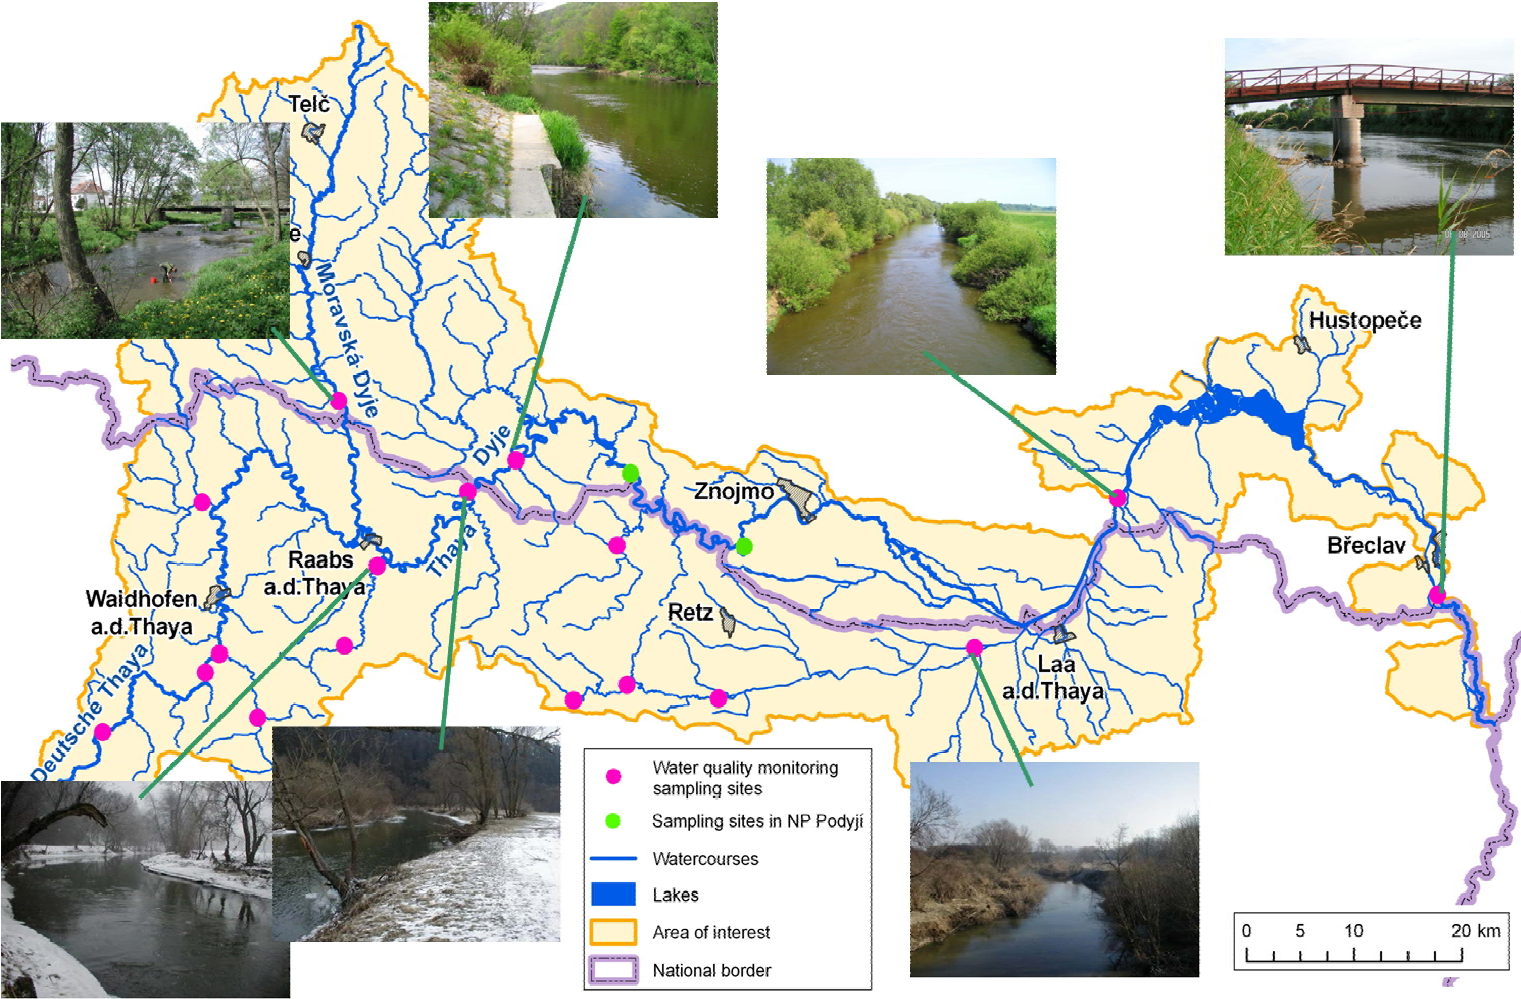 Telč
e
Moravská Dyje
Hustopeče
Dyje
Znojmo
Břeclav
Raabs
a.d.Thaya
Thaya
Waidhofen
a.d.Thaya
Retz
Laa
a.d.Thaya
Deutsche Thaya
Water quality monitoring
sampling sites
Sampling sites in NP Podyjí
Watercourses
Lakes
Area of interest
National border
0 5 10 20 km